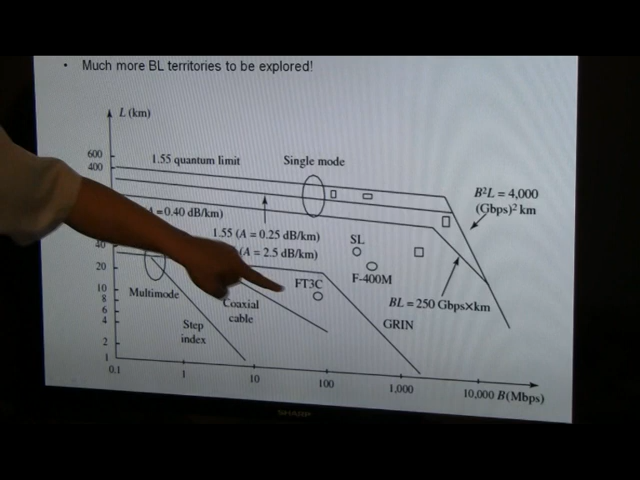 • Much more BL territories to be explored!
L (km)
600
400
1.55 quantum limit
Single mode
B²L = 4,000
(Gbps)² km
=0.40 dB/km)
1.55 (A = 0.25 dB/km)
(A = 2.5 dB/km)
SL
F-400M
FT3C
BL = 250 Gbps×km
40
20
10
8
6
4
2
1
Multimode
Coaxial
cable
Step
index
GRIN
0.1
1
10
100
1,000
10,000 B(Mbps)
SHARP